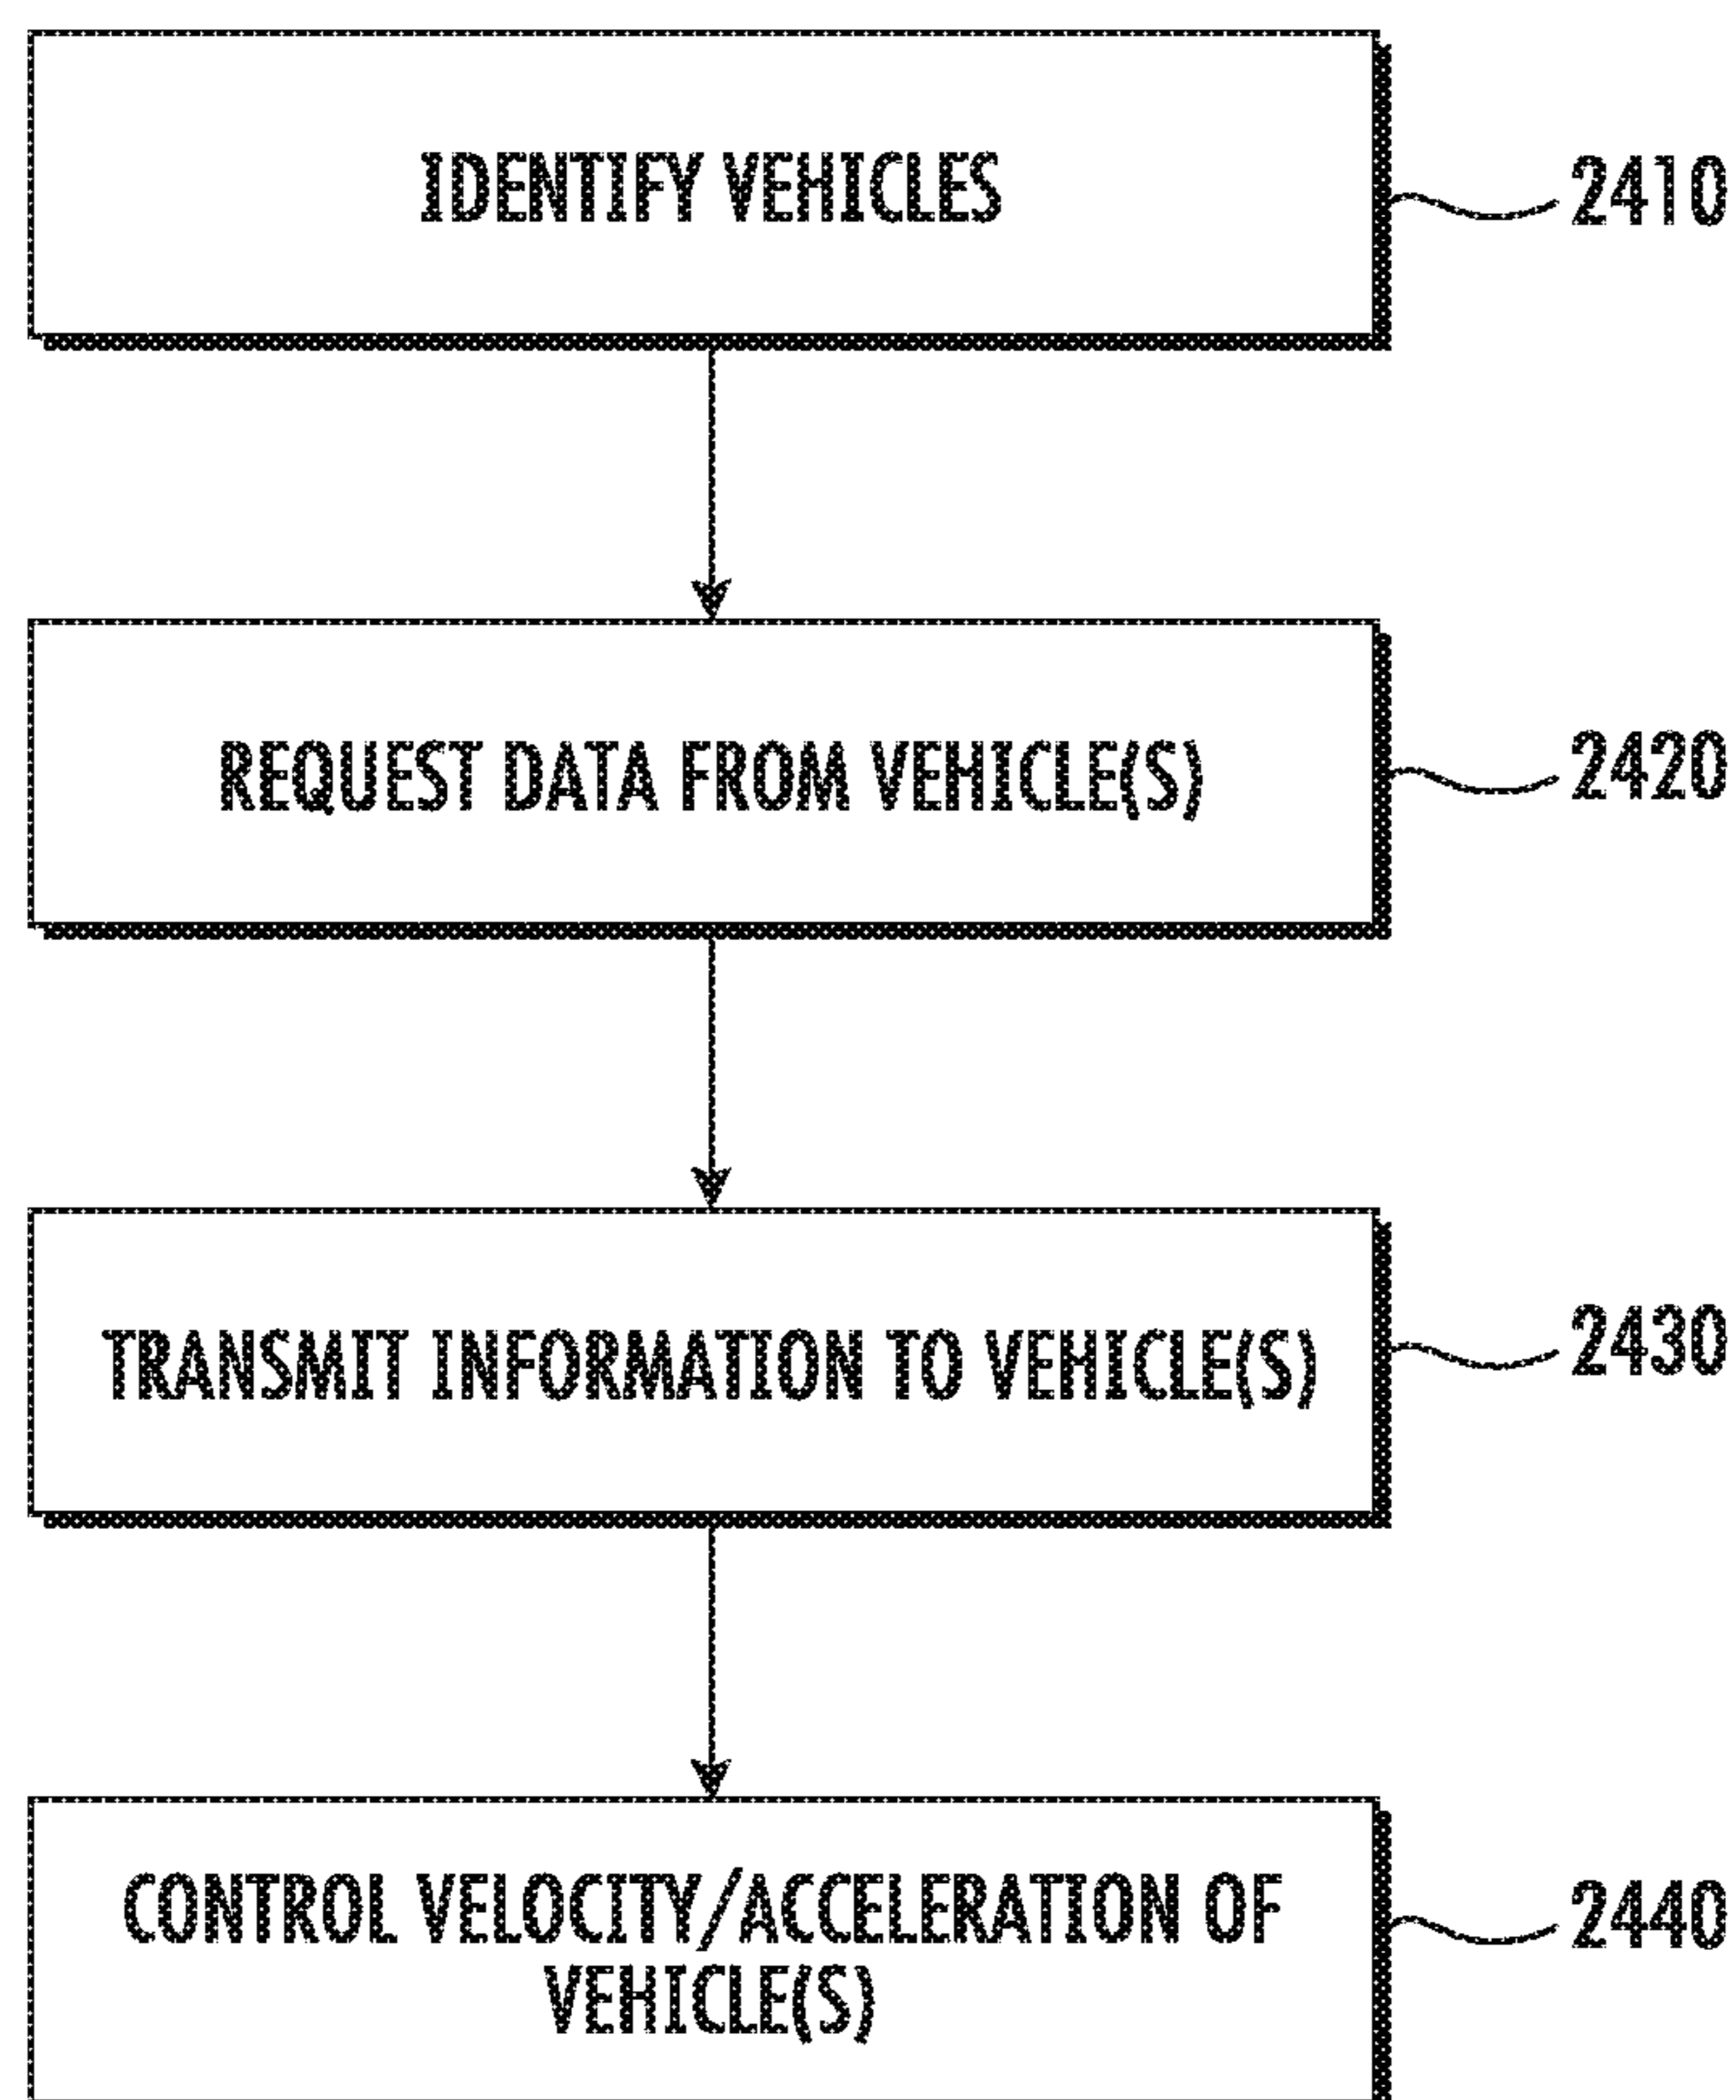 IDENTIFY VEHICLES
2410
REQUEST DATA FROM VEHICLE(S)
2420
TRANSMIT INFORMATION TO VEHICLE(S)
2430
CONTROL VELOCITY/ACCELERATION OF
VEHICLE(S)
2440